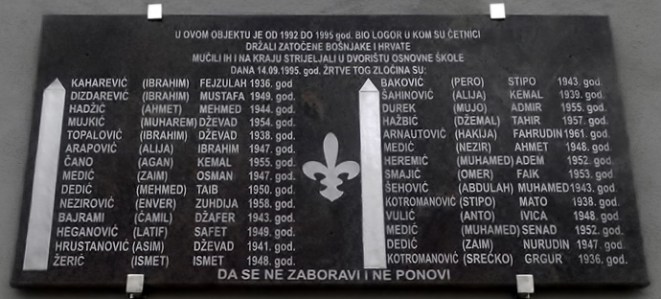 U OVOM OBJEKTU JE OD 1992 DO 1995 god. BIO LOGOR U KOM SU ČETNICI
DRŽALI ZATOČENE BOŠNJAKE I HRVATE
MUČILI IH I NA KRAJU STRIJELJALI U DVORIŠTU OSNOVNE ŠKOLE
DANA 14.09.1995. god. ŽRTVE TOG ZLOČINA SU:
KAHAREVIĆ (IBRAHIM) FEJZULAH 1936. god.
DIZDAREVIĆ (IBRAHIM) MUSTAFA 1949. god.
HADŽIĆ (AHMET) MEHMED 1944. god.
MUJKIĆ (MUHAREM) DŽEVAD 1954. god.
TOPALOVIĆ (IBRAHIM) DŽEVAD 1938. god.
ARAPOVIĆ (ALIJA) IBRAHIM 1947. god.
ČANO (AGAN) KEMAL 1955. god.
MEDIĆ (ZAIM) OSMAN 1947. god.
DEDIĆ (MEHMED) TAIB 1950. god.
NEZIROVIĆ (ENVER) ZUHDIJA 1958. god.
BAJRAMI (ĆAMIL) DŽAFER 1943. god.
HEGANOVIĆ (LATIF) SAFET 1949. god.
HRUSTANOVIĆ (ASIM) DŽEVAD 1941. god.
ŽERIĆ (ISMET) ISMET 1948. god.
BAKOVIĆ (PERO) STIPO 1943. god.
ŠAHINOVIĆ (ALIJA) KEMAL 1939. god.
DUREK (MUJO) ADMIR 1955. god.
HAŽBIĆ (DŽEMAL) TAHIR 1957. god.
ARNAUTOVIĆ (HAKIJA) FAHRUDIN 1961. god.
MEDIĆ (NEZIR) AHMET 1948. god.
HEREMIĆ (MUHAMED) ADEM 1952. god.
SMAJIĆ (OMER) FAIK 1953. god.
ŠEHOVIĆ (ABDULAH) MUHAMED 1943. god.
KOTROMANOVIĆ (STIPO) MATO 1938. god.
VULIĆ (ANTO) IVICA 1948. god.
MEDIĆ (MUHAMED) SENAD 1952. god.
DEDIĆ (ZAIM) NURUDIN 1947. god.
KOTROMANOVIĆ (SREĆKO) GRGUR 1936. god.
DA SE NE ZABORAVI I NE PONOVI